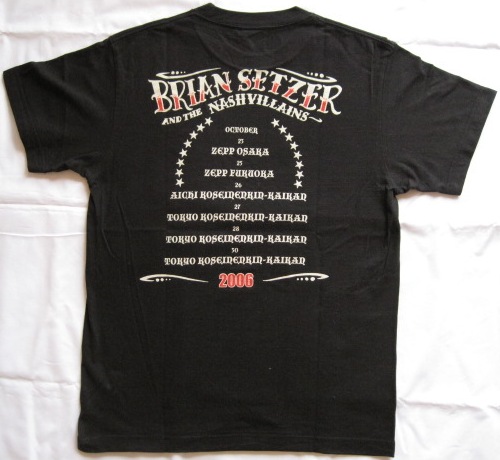 BRIAN SETZER
AND THE NASHVILLAINS
OCTOBER
23
ZEPP OSAKA
25
ZEPP FUKUOKA
26
AICHI KOSEINENKIN-KAIKAN
27
TOKYO KOSEINENKIN-KAIKAN
28
TOKYO KOSEINENKIN-KAIKAN
30
TOKYO KOSEINENKIN-KAIKAN
2006